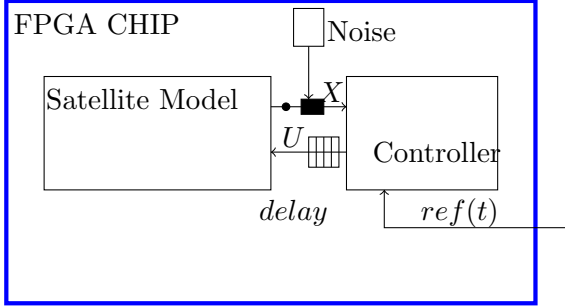 FPGA CHIP
Noise
Satellite Model
X
U
Controller
delay
ref(t)